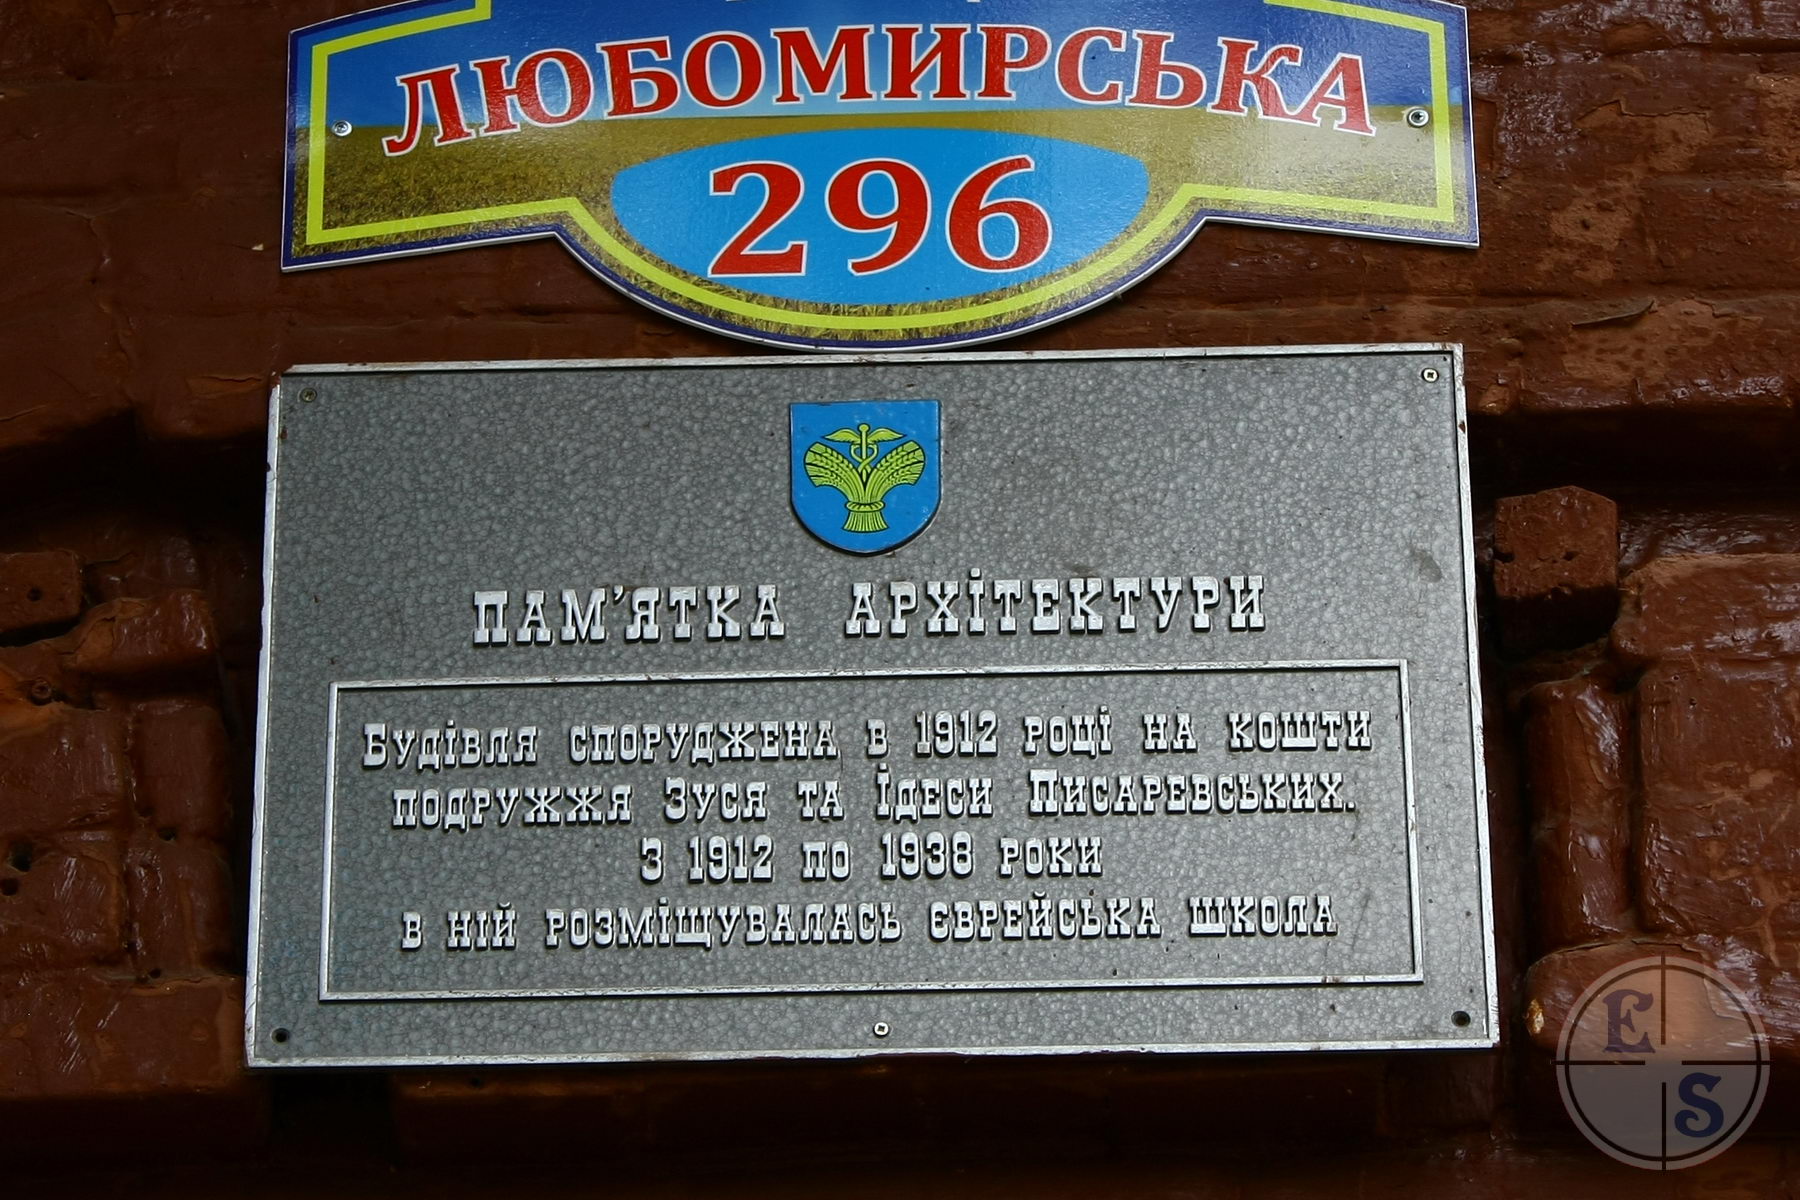 ЛЮБОМИРСЬКА
296
ПАМ'ЯТКА АРХІТЕКТУРИ
Будівля споруджена в 1912 році на кошти
подружжя Зуся та Їдеси Писаревських.
З 1912 по 1938 роки
в ній розміщувалась єврейська школа
E
S